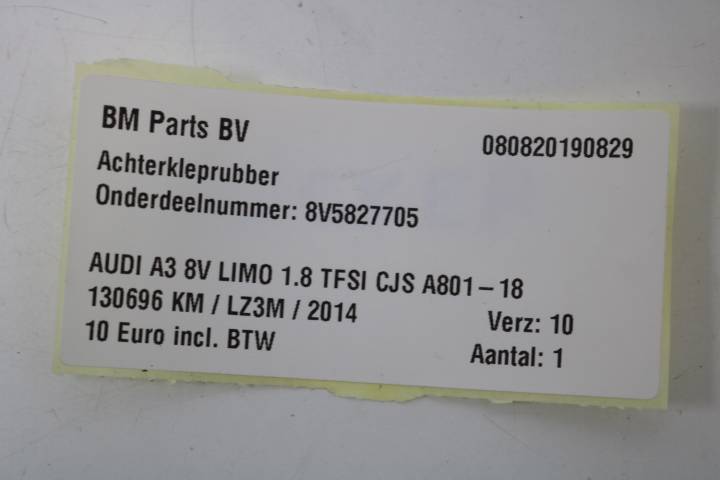 BM Parts BV
080820190829
Achterkleprubber
Onderdeelnummer: 8V5827705
AUDI A3 8V LIMO 1.8 TFSI CJS A801-18
130696 KM / LZ3M / 2014
Verz: 10
10 Euro incl. BTW
Aantal: 1